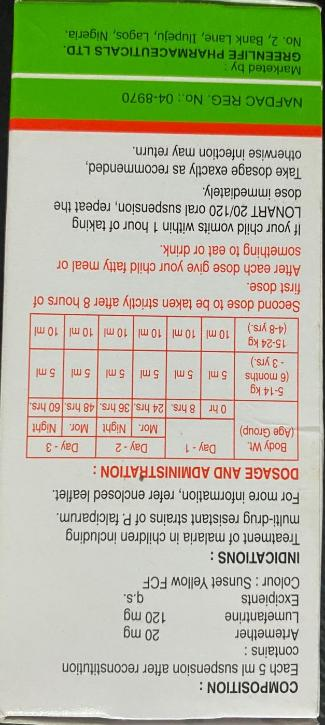 COMPOSITION :
Each 5 ml suspension after reconstitution
contains :
Artemether 20 mg
Lumefantrine 120 mg
Excipients q.s.
Colour : Sunset Yellow FCF
INDICATIONS :
Treatment of malaria in children including
multi-drug resistant strains of P. falciparum.
For more information, refer enclosed leaflet.
DOSAGE AND ADMINISTRATION :
Body Wt. Day - 1 Day - 2 Day - 3
(Age Group) Mor. Night Mor. Night
0 hr 8 hrs. 24 hrs. 36 hrs. 48 hrs. 60 hrs.
5-14 kg
(6 months 5 ml 5 ml 5 ml 5 ml 5 ml 5 ml
- 3 yrs.)
15-24 kg 10 ml 10 ml 10 ml 10 ml 10 ml 10 ml
(4-8 yrs.)
Second dose to be taken strictly after 8 hours of
first dose.
After each dose give your child fatty meal or
something to eat or drink.
If your child vomits within 1 hour of taking
LONART 20/120 oral suspension, repeat the
dose immediately.
Take dosage exactly as recommended,
otherwise infection may return.
NAFDAC REG. No.: 04-8970
Marketed by :
GREENLIFE PHARMACEUTICALS LTD.
No. 2, Bank Lane, Ilupeju, Lagos, Nigeria.